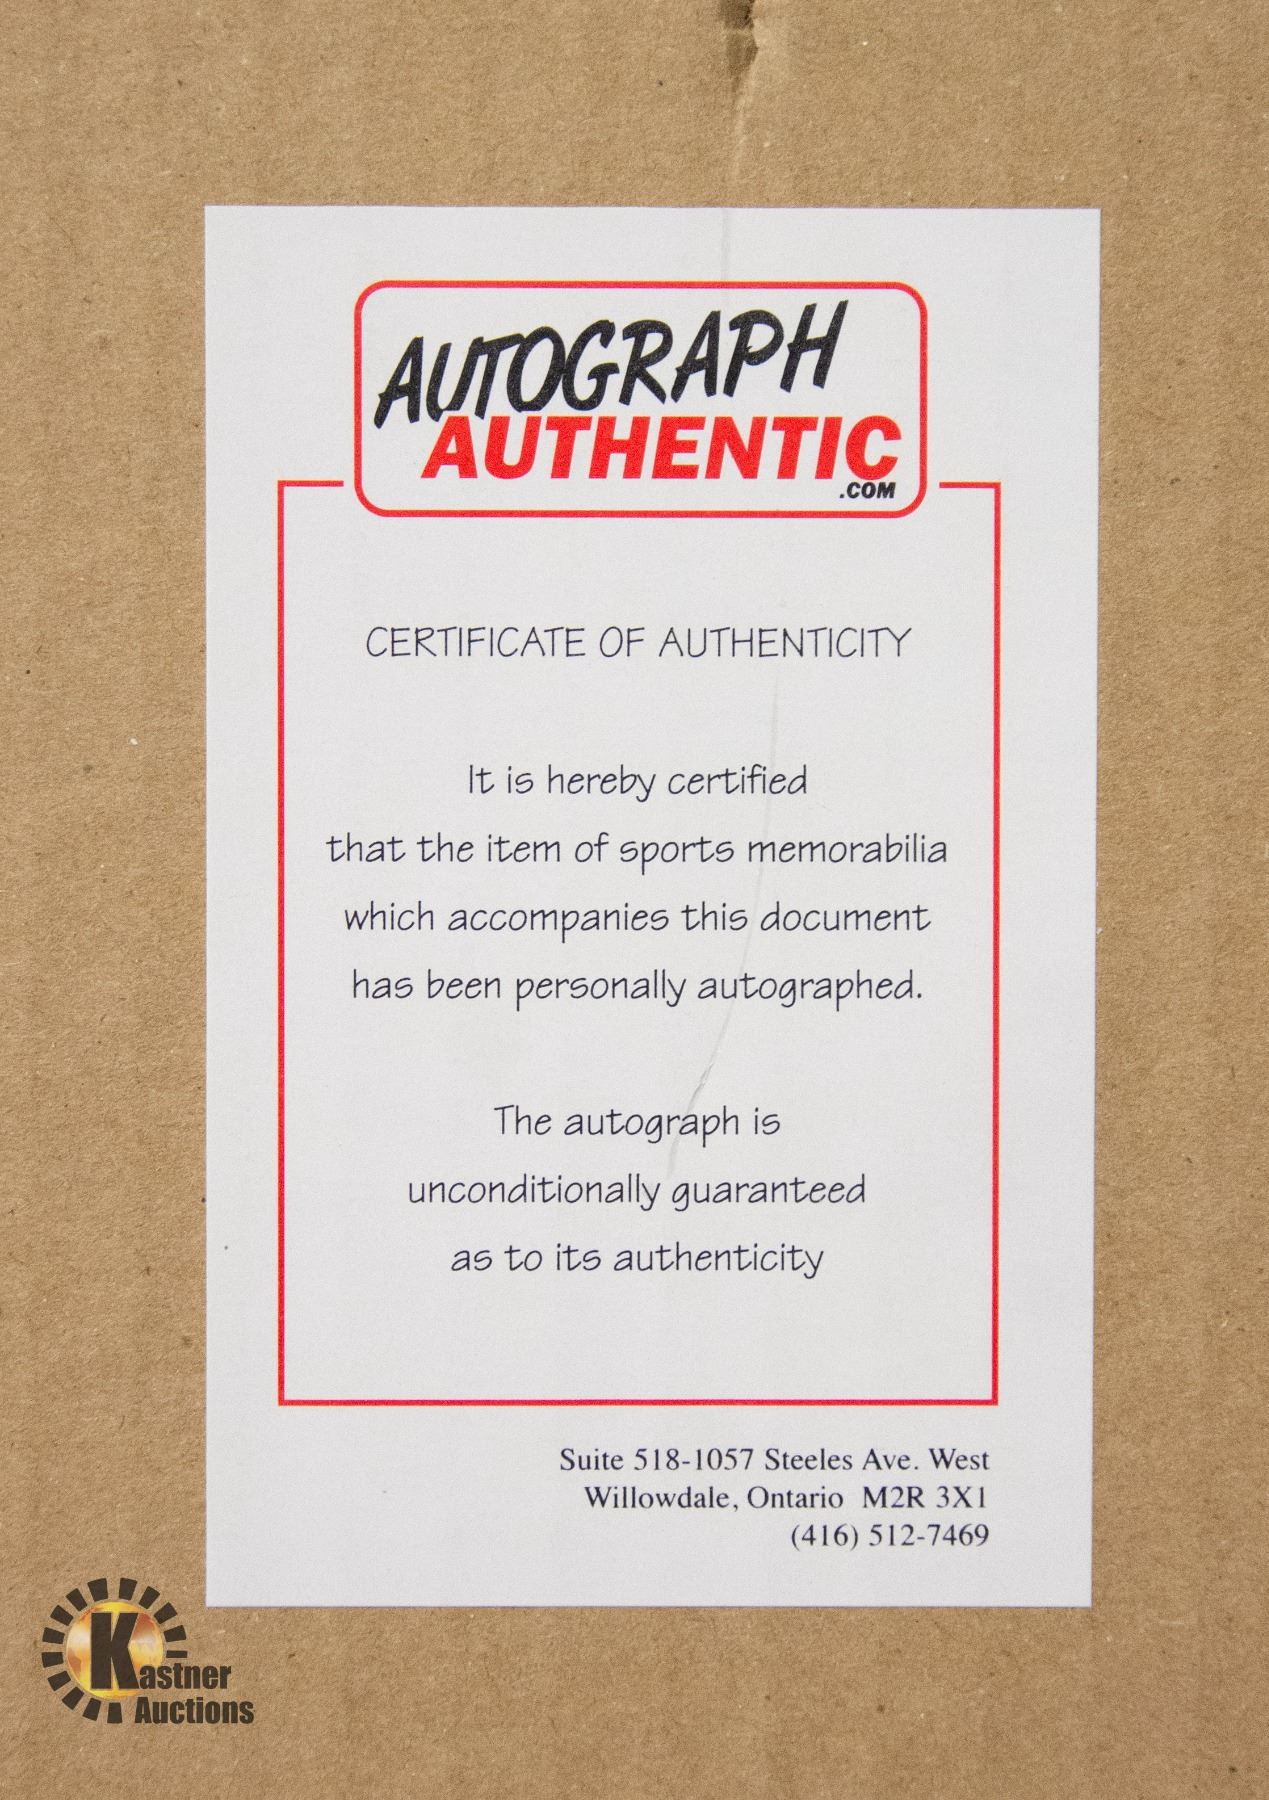 AUTOGRAPH
AUTHENTIC
.COM
CERTIFICATE OF AUTHENTICITY
It is hereby certified
that the item of sports memorabilia
which accompanies this document
has been personally autographed.
The autograph is
unconditionally guaranteed
as to its authenticity
Suite 518-1057 Steeles Ave. West
Willowdale, Ontario M2R 3X1
(416) 512-7469
Kastner
Auctions